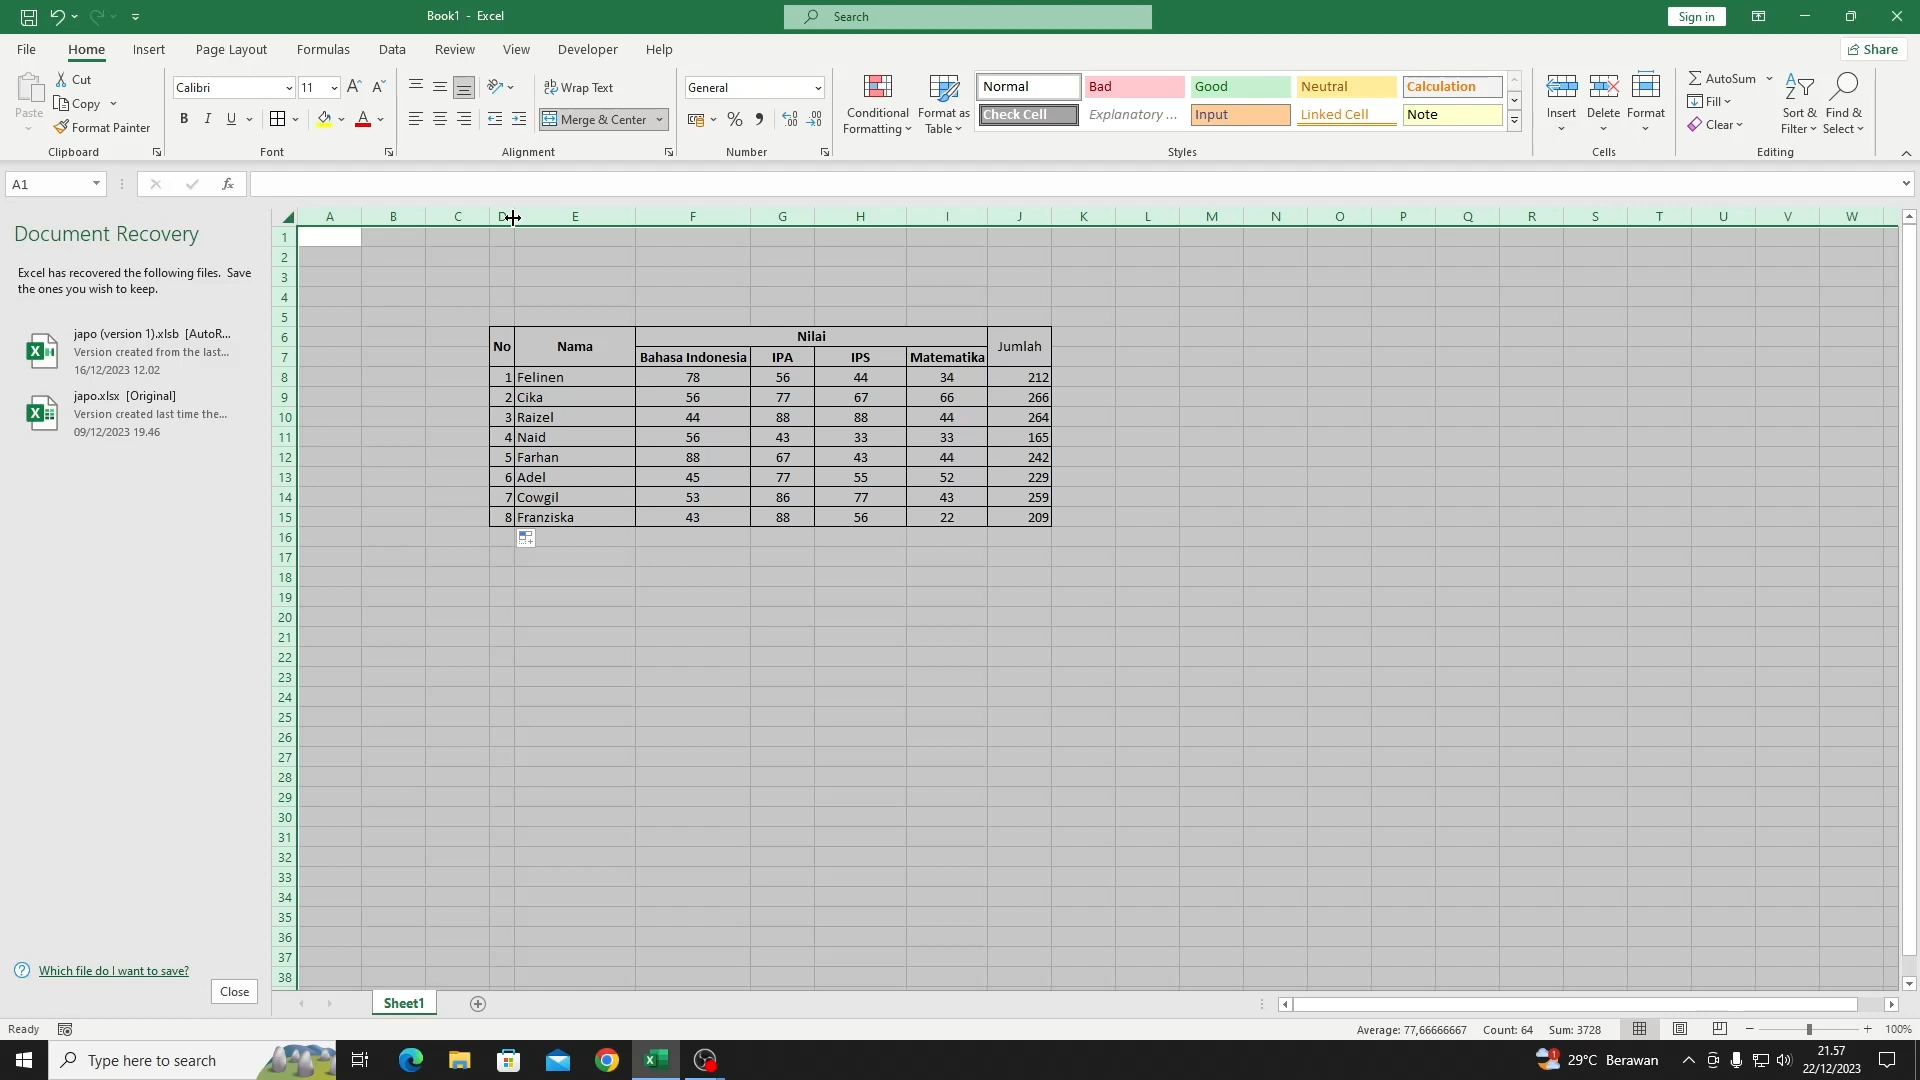 Book1 - Excel
Search
Sign in
File Home Insert Page Layout Formulas Data Review View Developer Help
Share
Paste
Cut
Copy
Format Painter
Clipboard
Calibri 11
B I U
Font
Wrap Text
Merge & Center
Alignment
General
Number
Conditional Formatting
Format as Table
Normal Bad Good Neutral Calculation
Check Cell Explanatory ... Input Linked Cell Note
Styles
Insert Delete Format
Cells
AutoSum
Fill
Clear
Sort & Filter
Find & Select
Editing
A1
fx
Document Recovery
Excel has recovered the following files. Save
the ones you wish to keep.
japo (version 1).xlsb [AutoR...
Version created from the last...
16/12/2023 12.02
japo.xlsx [Original]
Version created last time the...
09/12/2023 19.46
Which file do I want to save?
Close
A B C D E F G H I J K L M N O P Q R S T U V W
1
2
3
4
5
6 No Nama Nilai Jumlah
7 Bahasa Indonesia IPA IPS Matematika
8 1 Felinen 78 56 44 34 212
9 2 Cika 56 77 67 66 266
10 3 Raizel 44 88 88 44 264
11 4 Naid 56 43 33 33 165
12 5 Farhan 88 67 43 44 242
13 6 Adel 45 77 55 52 229
14 7 Cowgil 53 86 77 43 259
15 8 Franziska 43 88 56 22 209
16
17
18
19
20
21
22
23
24
25
26
27
28
29
30
31
32
33
34
35
36
37
38
Sheet1
Ready
Average: 77,66666667 Count: 64 Sum: 3728
100%
Type here to search
29°C Berawan
21.57
22/12/2023